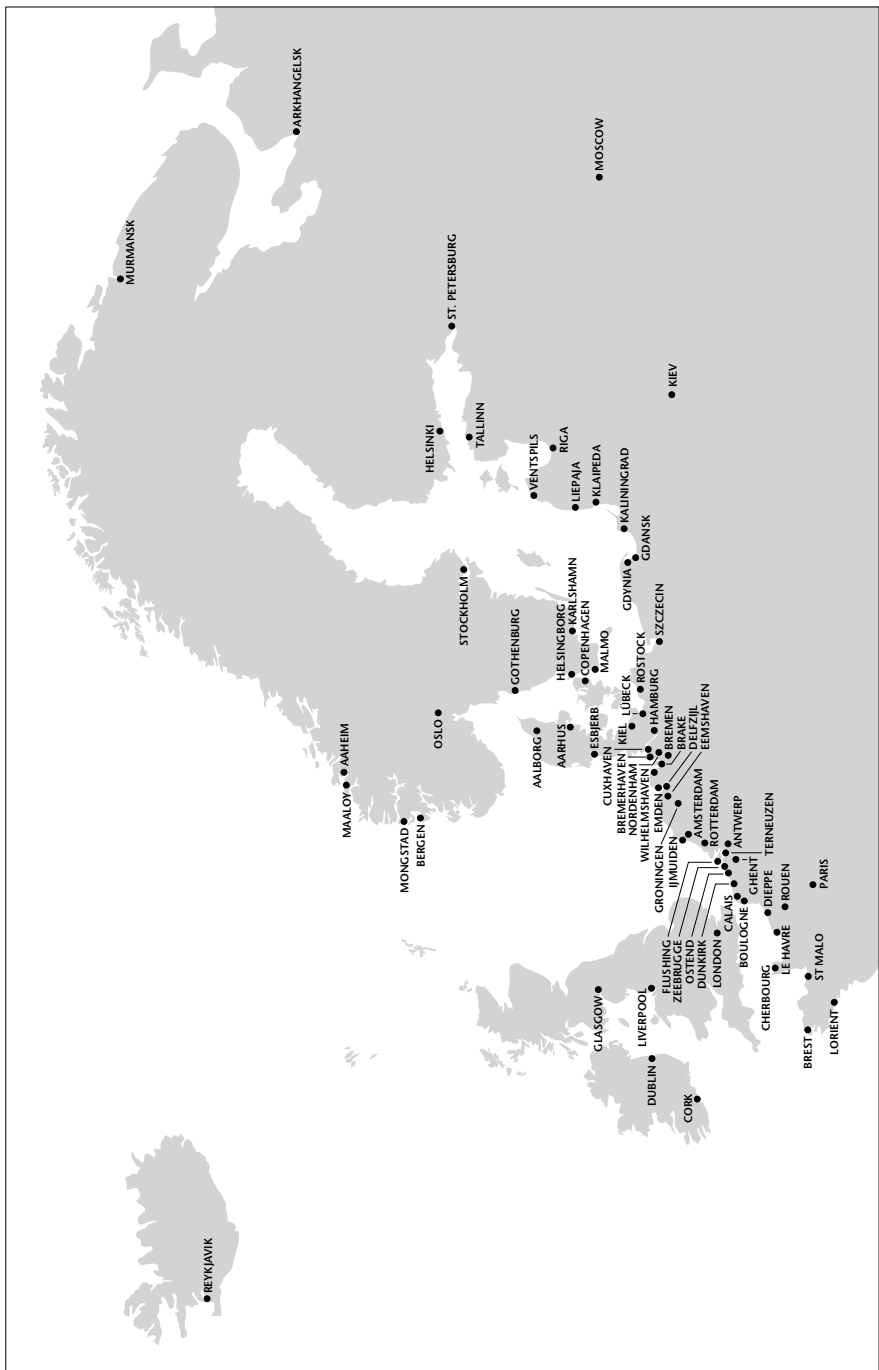 REYKJAVIK
MURMANSK
ARKHANGELSK
MAALOY
AAHEIM
MONGSTAD
BERGEN
OSLO
STOCKHOLM
HELSINKI
ST. PETERSBURG
TALLINN
GOTHENBURG
VENTSPILS
RIGA
AALBORG
AARHUS
ESBJERB
HELSINGBORG
KARLSHAMN
COPENHAGEN
MALMO
LIEPAJA
KLAIPEDA
MOSCOW
KALININGRAD
GDYNIA
GDANSK
KIEV
SZCZECIN
ROSTOCK
LÜBECK
KIEL
HAMBURG
CUXHAVEN
BREMERHAVEN
NORDENHAM
WILHELMSHAVEN
EMDEN
BREMEN
BRAKE
DELFZIJL
EEMSHAVEN
GRONINGEN
IJMUIDEN
AMSTERDAM
ROTTERDAM
ANTWERP
TERNEUZEN
GLASGOW
LIVERPOOL
DUBLIN
CORK
FLUSHING
ZEEBRUGGE
OSTEND
DUNKIRK
LONDON
CALAIS
BOULOGNE
GHENT
DIEPPE
ROUEN
PARIS
CHERBOURG
LE HAVRE
ST MALO
BREST
LORIENT